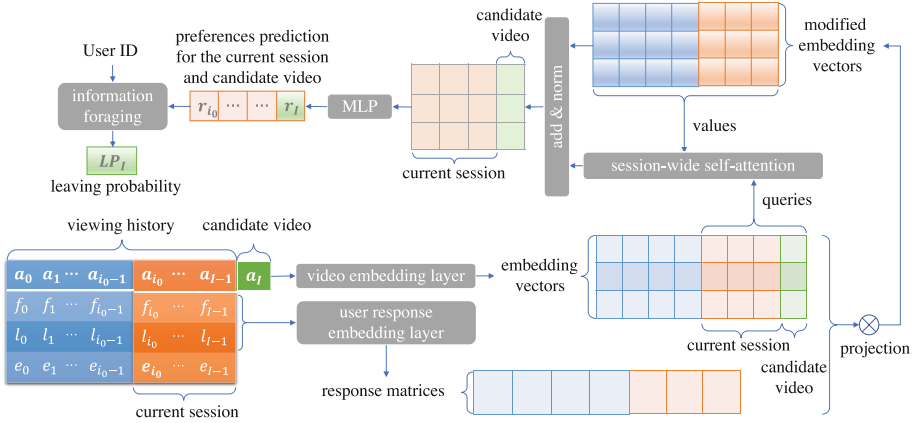 User ID
information
foraging
LP_I
leaving probability
preferences prediction
for the current session
and candidate video
r_{i_0} ⋯ ⋯ r_I
MLP
candidate
video
current session
add & norm
modified
embedding
vectors
values
session-wide self-attention
queries
viewing history
candidate video
a_0 a_1 ⋯ a_{i_0−1} a_{i_0} ⋯ a_{I−1} a_I
f_0 f_1 ⋯ f_{i_0−1} f_{i_0} ⋯ f_{I−1}
l_0 l_1 ⋯ l_{i_0−1} l_{i_0} ⋯ l_{I−1}
e_0 e_1 ⋯ e_{i_0−1} e_{i_0} ⋯ e_{I−1}
current session
video embedding layer
user response
embedding layer
embedding
vectors
current session
candidate
video
projection
response matrices